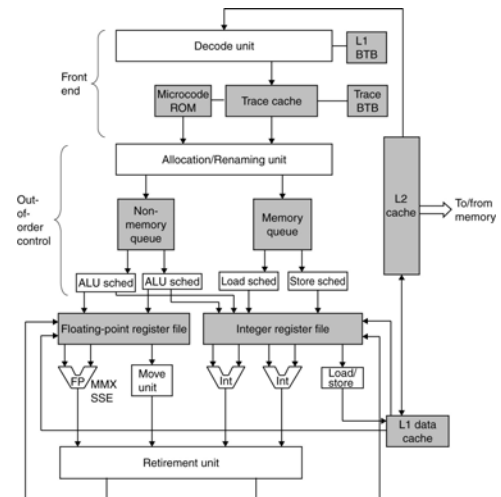 Decode unit
L1
BTB
Front
end
Microcode
ROM
Trace cache
Trace
BTB
Allocation/Renaming unit
Out-
of-
order
control
Non-
memory
queue
Memory
queue
L2
cache
To/from
memory
ALU sched
ALU sched
Load sched
Store sched
Floating-point register file
Integer register file
FP
MMX
SSE
Move
unit
Int
Int
Load/
store
L1 data
cache
Retirement unit